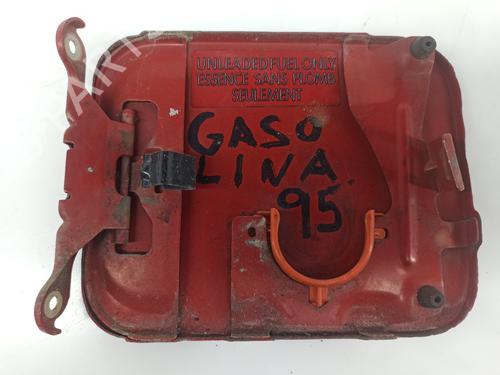 UNLEADED FUEL ONLY
ESSENCE SANS PLOMB
SEULEMENT
GASO
LINA
95